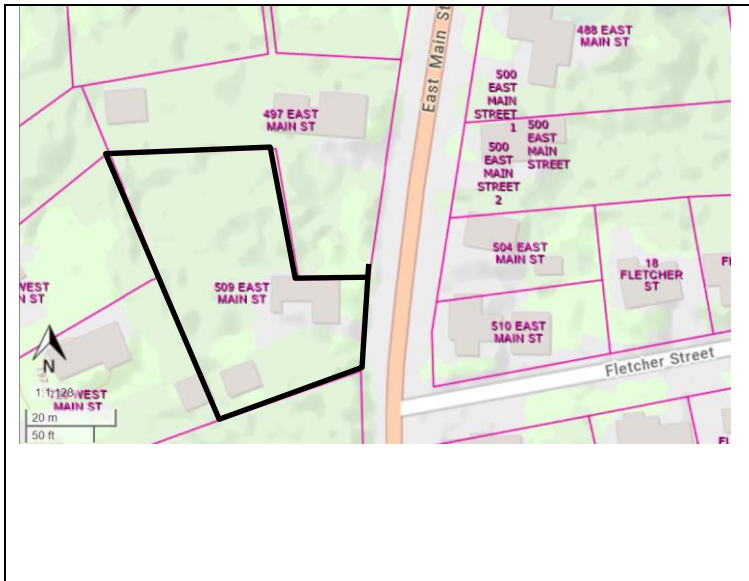 East Main St
488 EAST
MAIN ST
500
EAST
MAIN
STREET
1
500
EAST
MAIN
STREET
497 EAST
MAIN ST
500
EAST
MAIN
STREET
2
504 EAST
MAIN ST
18
FLETCHER
ST
WEST
N ST
509 EAST
MAIN ST
510 EAST
MAIN ST
Fletcher Street
N
1:1,128
WEST
MAIN ST
20 m
50 ft